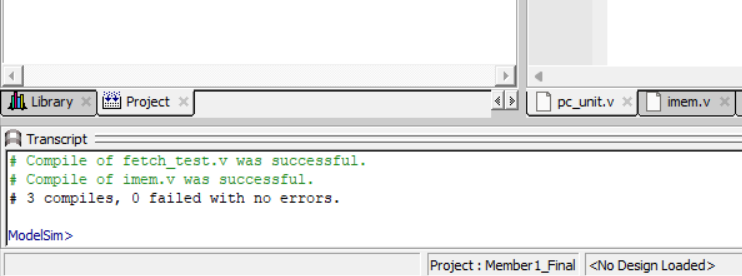 Library
Project
pc_unit.v
imem.v
Transcript
# Compile of fetch_test.v was successful.
# Compile of imem.v was successful.
# 3 compiles, 0 failed with no errors.
ModelSim>
Project : Member1_Final
<No Design Loaded>